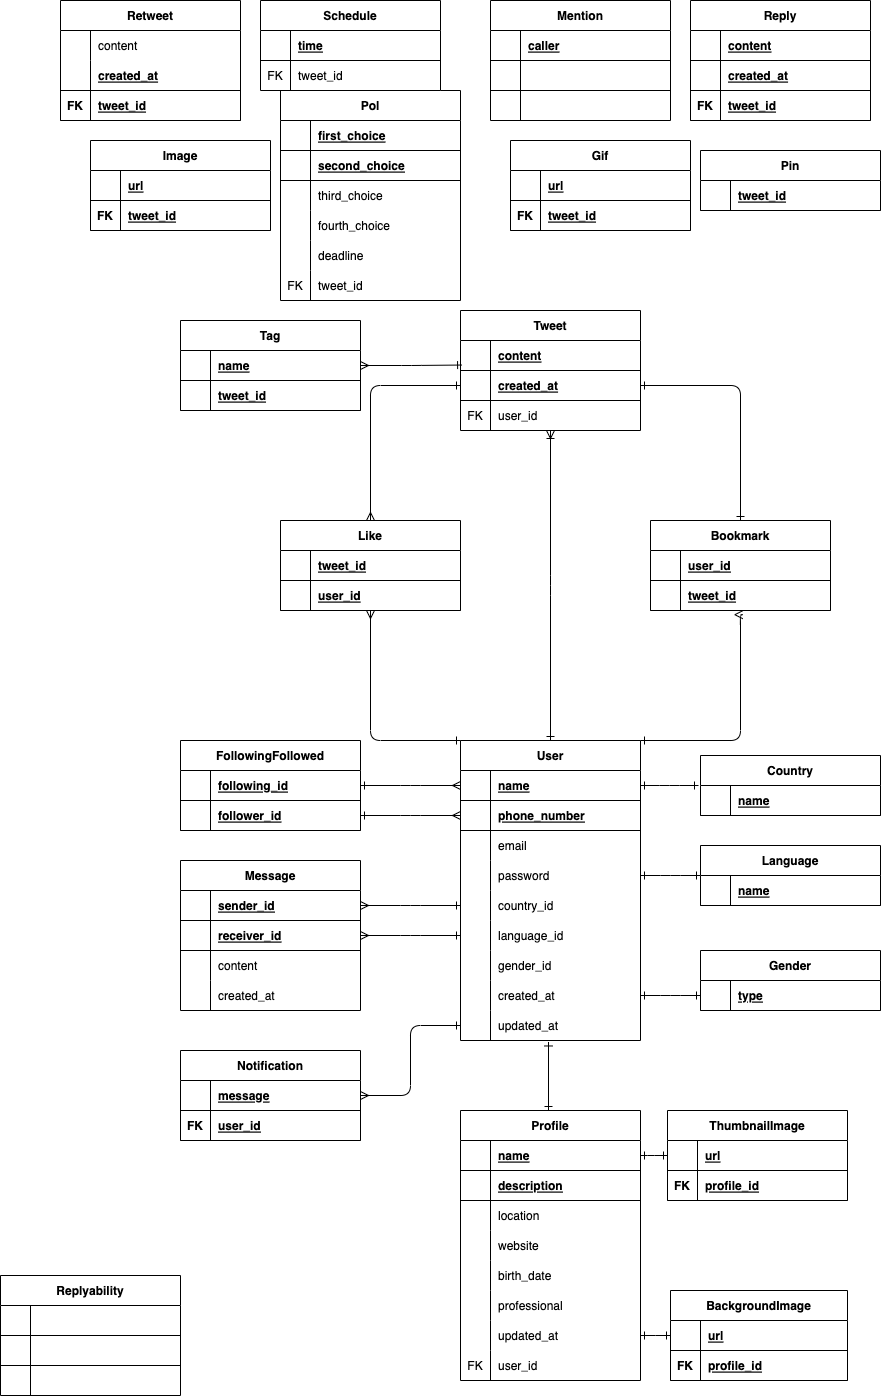 Retweet
content
created_at
FK tweet_id
Schedule
time
FK tweet_id
Mention
caller
Reply
content
created_at
FK tweet_id
Image
url
FK tweet_id
Pol
first_choice
second_choice
third_choice
fourth_choice
deadline
FK tweet_id
Gif
url
FK tweet_id
Pin
tweet_id
Tag
name
tweet_id
Tweet
content
created_at
FK user_id
Like
tweet_id
user_id
Bookmark
user_id
tweet_id
FollowingFollowed
following_id
follower_id
User
name
phone_number
email
password
country_id
language_id
gender_id
created_at
updated_at
Country
name
Language
name
Gender
type
Message
sender_id
receiver_id
content
created_at
Notification
message
FK user_id
Profile
name
description
location
website
birth_date
professional
updated_at
FK user_id
ThumbnailImage
url
FK profile_id
BackgroundImage
url
FK profile_id
Replyability